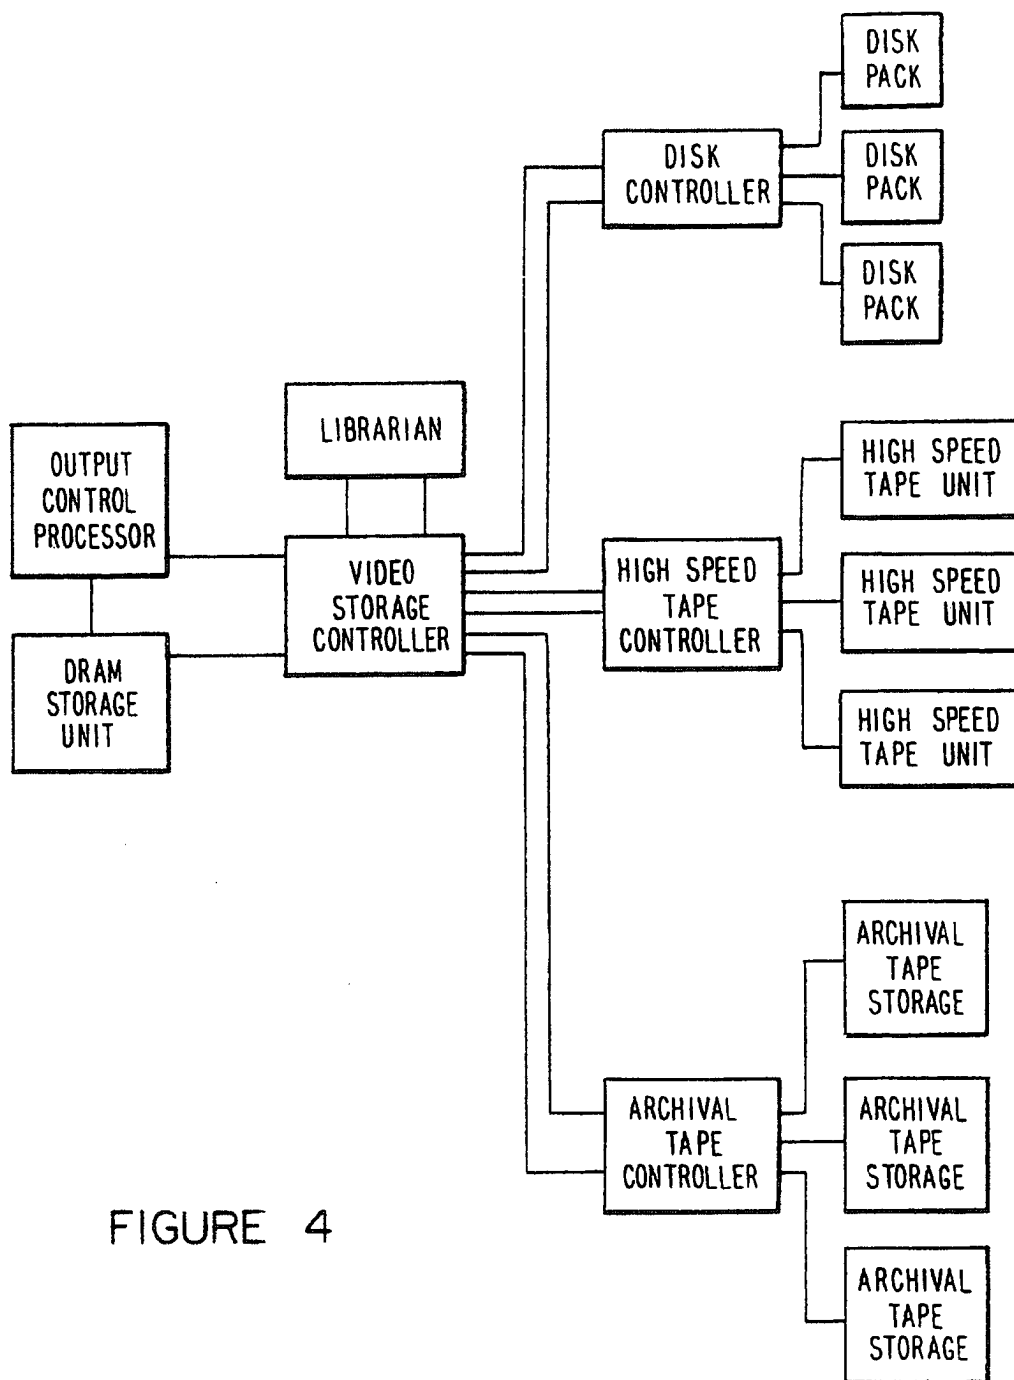 DISK
PACK
DISK
CONTROLLER
DISK
PACK
DISK
PACK
LIBRARIAN
OUTPUT
CONTROL
PROCESSOR
VIDEO
STORAGE
CONTROLLER
DRAM
STORAGE
UNIT
HIGH SPEED
TAPE
CONTROLLER
HIGH SPEED
TAPE UNIT
HIGH SPEED
TAPE UNIT
HIGH SPEED
TAPE UNIT
ARCHIVAL
TAPE
CONTROLLER
ARCHIVAL
TAPE
STORAGE
ARCHIVAL
TAPE
STORAGE
ARCHIVAL
TAPE
STORAGE
FIGURE 4